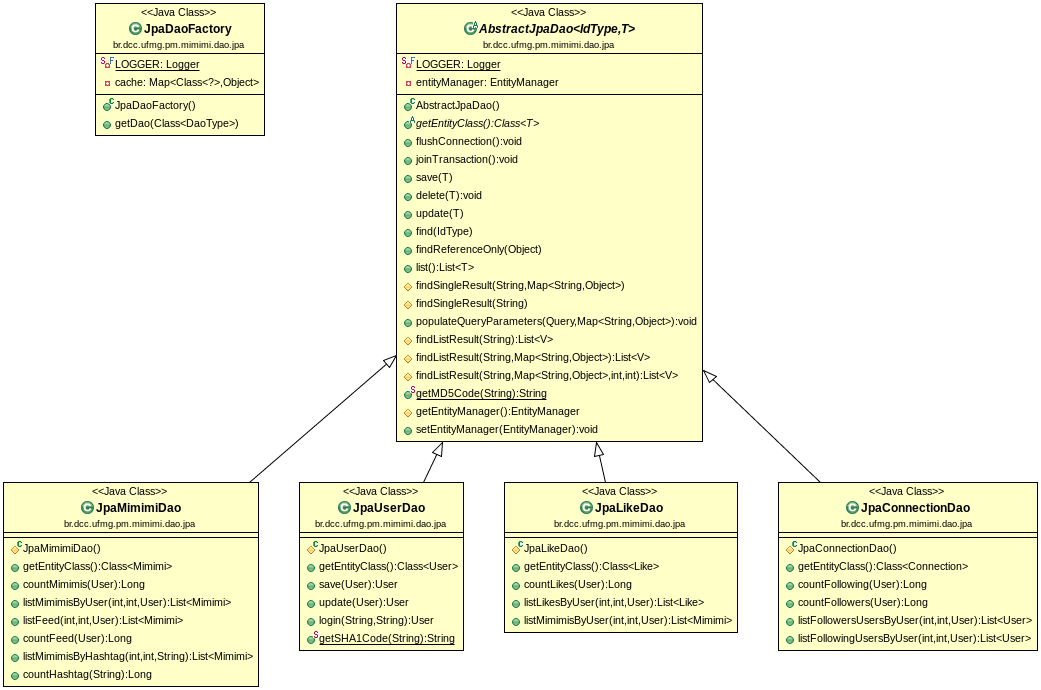 <<Java Class>>
JpaDaoFactory
br.dcc.ufmg.pm.mimimi.dao.jpa
LOGGER: Logger
cache: Map<Class<?>,Object>
JpaDaoFactory()
getDao(Class<DaoType>)
<<Java Class>>
AbstractJpaDao<IdType,T>
br.dcc.ufmg.pm.mimimi.dao.jpa
LOGGER: Logger
entityManager: EntityManager
AbstractJpaDao()
getEntityClass():Class<T>
flushConnection():void
joinTransaction():void
save(T)
delete(T):void
update(T)
find(IdType)
findReferenceOnly(Object)
list():List<T>
findSingleResult(String,Map<String,Object>)
findSingleResult(String)
populateQueryParameters(Query,Map<String,Object>):void
findListResult(String):List<V>
findListResult(String,Map<String,Object>):List<V>
findListResult(String,Map<String,Object>,int,int):List<V>
getMD5Code(String):String
getEntityManager():EntityManager
setEntityManager(EntityManager):void
<<Java Class>>
JpaMimimiDao
br.dcc.ufmg.pm.mimimi.dao.jpa
JpaMimimiDao()
getEntityClass():Class<Mimimi>
countMimimis(User):Long
listMimimisByUser(int,int,User):List<Mimimi>
listFeed(int,int,User):List<Mimimi>
countFeed(User):Long
listMimimisByHashtag(int,int,String):List<Mimimi>
countHashtag(String):Long
<<Java Class>>
JpaUserDao
br.dcc.ufmg.pm.mimimi.dao.jpa
JpaUserDao()
getEntityClass():Class<User>
save(User):User
update(User):User
login(String,String):User
getSHA1Code(String):String
<<Java Class>>
JpaLikeDao
br.dcc.ufmg.pm.mimimi.dao.jpa
JpaLikeDao()
getEntityClass():Class<Like>
countLikes(User):Long
listLikesByUser(int,int,User):List<Like>
listMimimisByUser(int,int,User):List<Mimimi>
<<Java Class>>
JpaConnectionDao
br.dcc.ufmg.pm.mimimi.dao.jpa
JpaConnectionDao()
getEntityClass():Class<Connection>
countFollowing(User):Long
countFollowers(User):Long
listFollowersUsersByUser(int,int,User):List<User>
listFollowingUsersByUser(int,int,User):List<User>